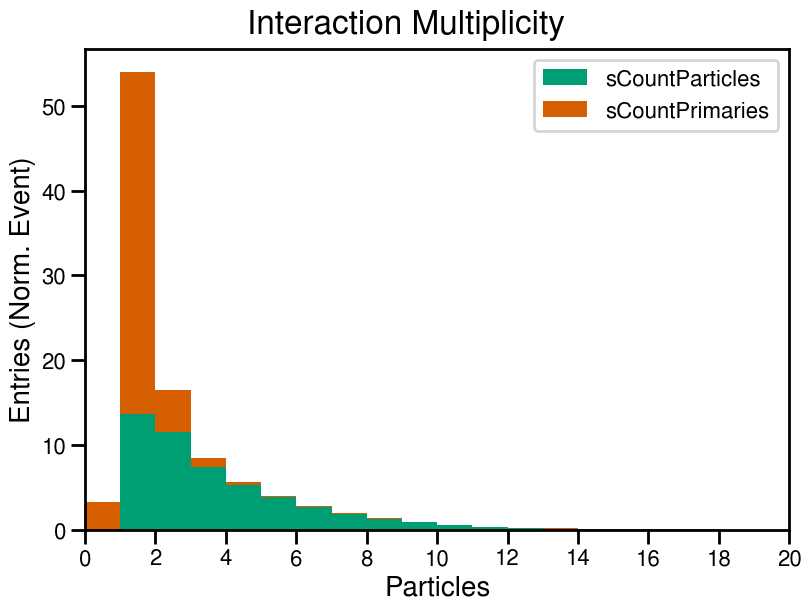 Interaction Multiplicity
sCountParticles
sCountPrimaries
Entries (Norm. Event)
50
40
30
20
10
0
0 2 4 6 8 10 12 14 16 18 20
Particles